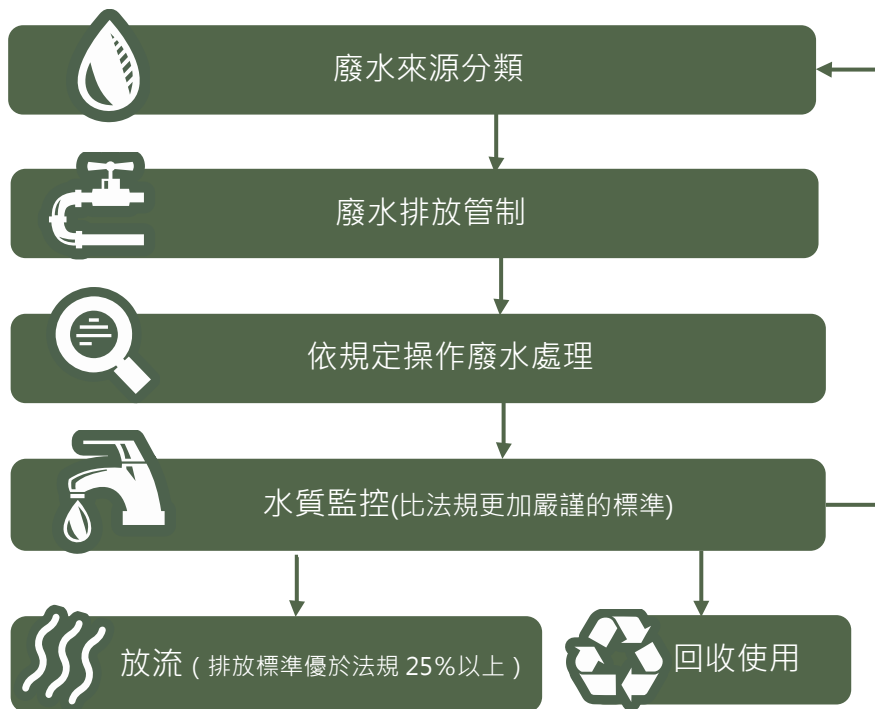 廢水來源分類
廢水排放管制
依規定操作廢水處理
水質監控(比法規更加嚴謹的標準)
放流（排放標準優於法規 25%以上）
回收使用